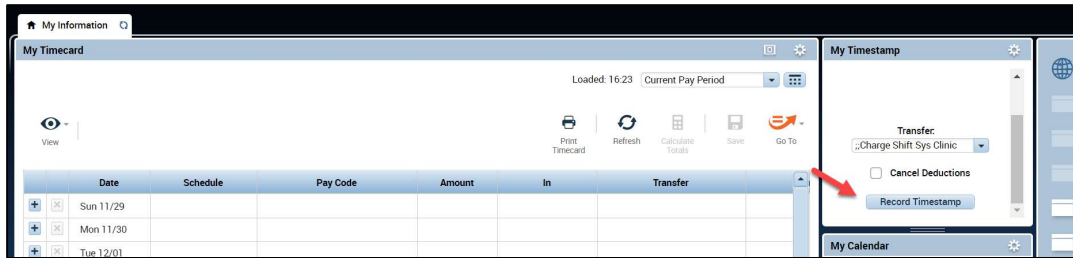 My Information
My Timecard
Loaded: 16:23 Current Pay Period
View
Print Timecard
Refresh
Calculate Totals
Save
Go To
Date Schedule Pay Code Amount In Transfer
Sun 11/29
Mon 11/30
Tue 12/01
My Timestamp
Transfer:
;;Charge Shift Sys Clinic
Cancel Deductions
Record Timestamp
My Calendar